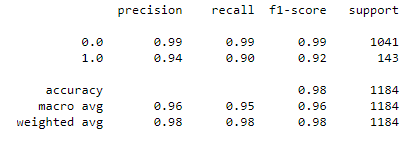 precision recall f1-score support
0.0 0.99 0.99 0.99 1041
1.0 0.94 0.90 0.92 143
accuracy 0.98 1184
macro avg 0.96 0.95 0.96 1184
weighted avg 0.98 0.98 0.98 1184